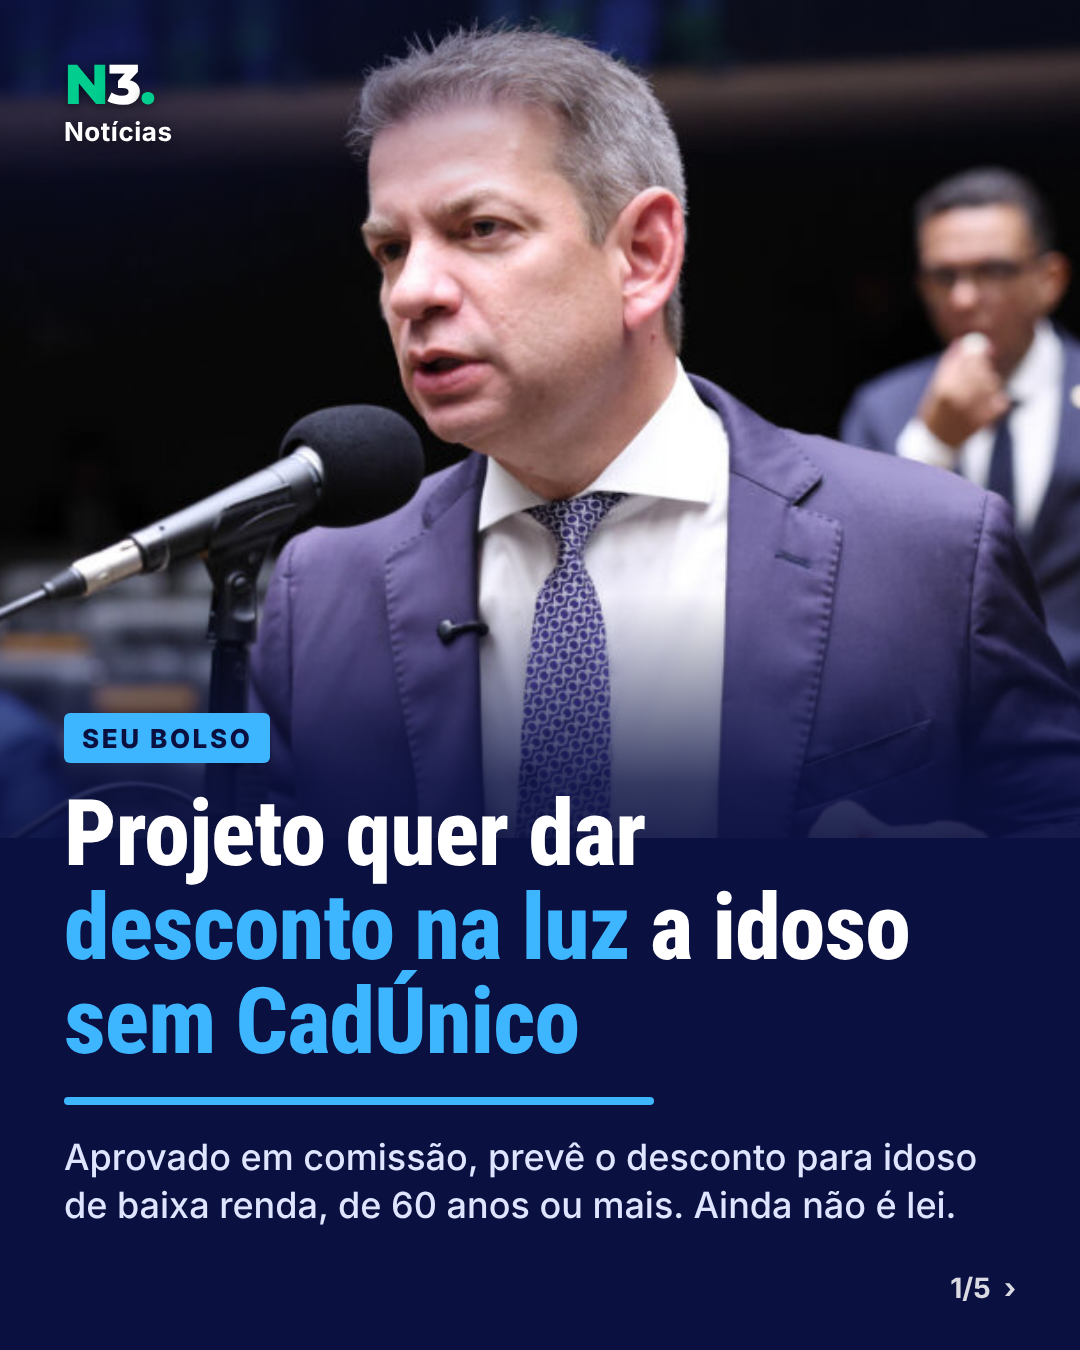 N3.
Notícias
SEU BOLSO
Projeto quer dar
desconto na luz a idoso
sem CadÚnico
Aprovado em comissão, prevê o desconto para idoso
de baixa renda, de 60 anos ou mais. Ainda não é lei.
1/5 ›